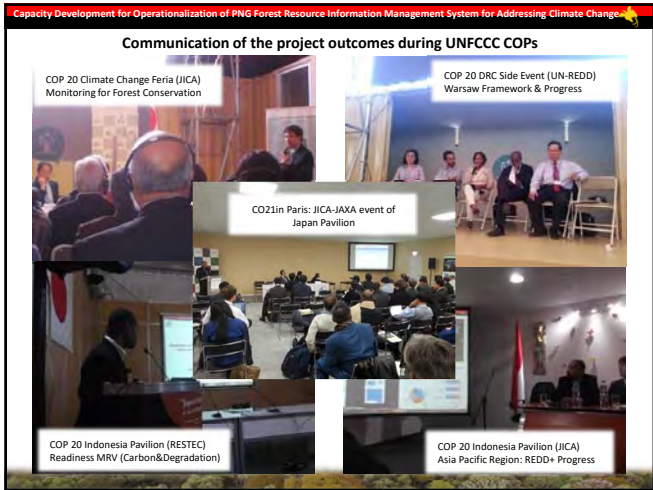 Capacity Development for Operationalization of PNG Forest Resource Information Management System for Addressing Climate Change
Communication of the project outcomes during UNFCCC COPs
COP 20 Climate Change Feria (JICA)
Monitoring for Forest Conservation
COP 20 DRC Side Event (UN-REDD)
Warsaw Framework & Progress
CO21in Paris: JICA-JAXA event of
Japan Pavilion
COP 20 Indonesia Pavilion (RESTEC)
Readiness MRV (Carbon&Degradation)
COP 20 Indonesia Pavilion (JICA)
Asia Pacific Region: REDD+ Progress